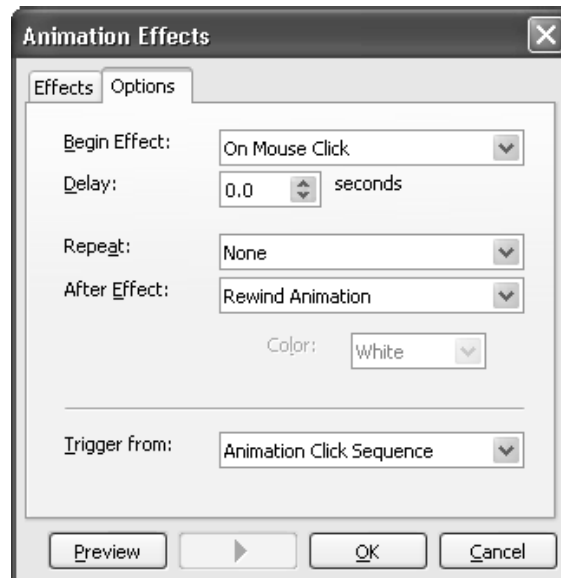 Animation Effects
Effects Options
Begin Effect: On Mouse Click
Delay: 0.0 seconds
Repeat: None
After Effect: Rewind Animation
Color: White
Trigger from: Animation Click Sequence
Preview OK Cancel